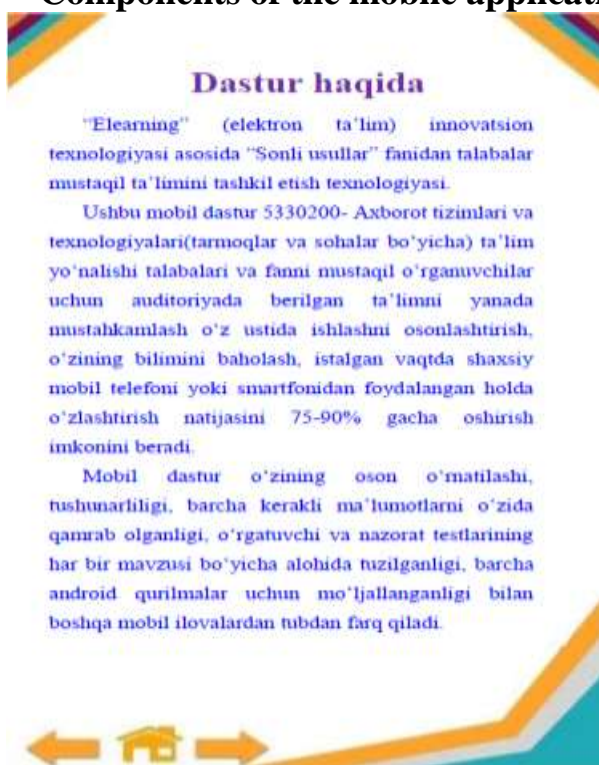 Components of the mobile applicati
Dastur haqida
“Elearning” (elektron ta’lim) innovatsion
texnologiyasi asosida “Sonli usullar” fanidan talabalar
mustaqil ta’limini tashkil etish texnologiyasi.
Ushbu mobil dastur 5330200- Axborot tizimlari va
texnologiyalari(tarmoqlar va sohalar bo‘yicha) ta’lim
yo‘nalishi talabalari va fanni mustaqil o‘rganuvchilar
uchun auditoriyada berilgan ta’limni yanada
mustahkamlash o‘z ustida ishlashni osonlashtirish,
o‘zining bilimini baholash, istalgan vaqtda shaxsiy
mobil telefoni yoki smartfonidan foydalangan holda
o‘zlashtirish natijasini 75-90% gacha oshirish
imkonini beradi.
Mobil dastur o‘zining oson o‘rnatilashi,
tushunarliligi, barcha kerakli ma’lumotlarni o‘zida
qamrab olganligi, o‘rgatuvchi va nazorat testlarining
har bir mavzusi bo‘yicha alohida tuzilganligi, barcha
android qurilmalar uchun mo‘ljallanganligi bilan
boshqa mobil ilovalardan tubdan farq qiladi.